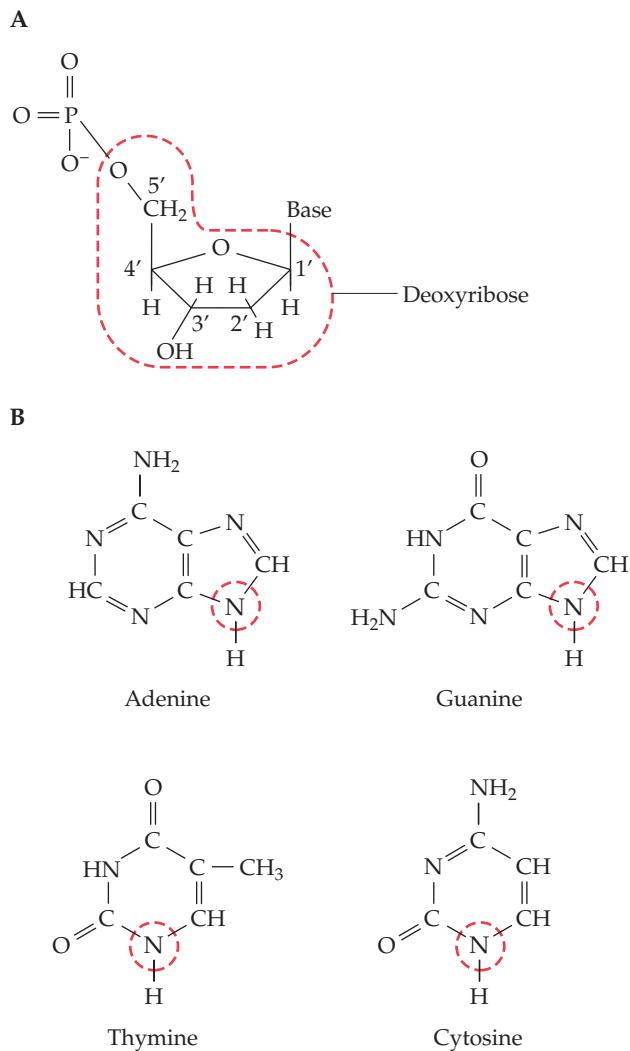 A
O
O P
O⁻ O
5′
CH₂ Base
O
4′ H H 1′
H 3′ 2′ H Deoxyribose
H
OH
B
NH₂ O
C N C N
N C HN C
CH CH
HC C C C
N N H₂N N N
H H
Adenine Guanine
O NH₂
C C
HN C CH₃ N CH
C CH C CH
O N O N
H H
Thymine Cytosine